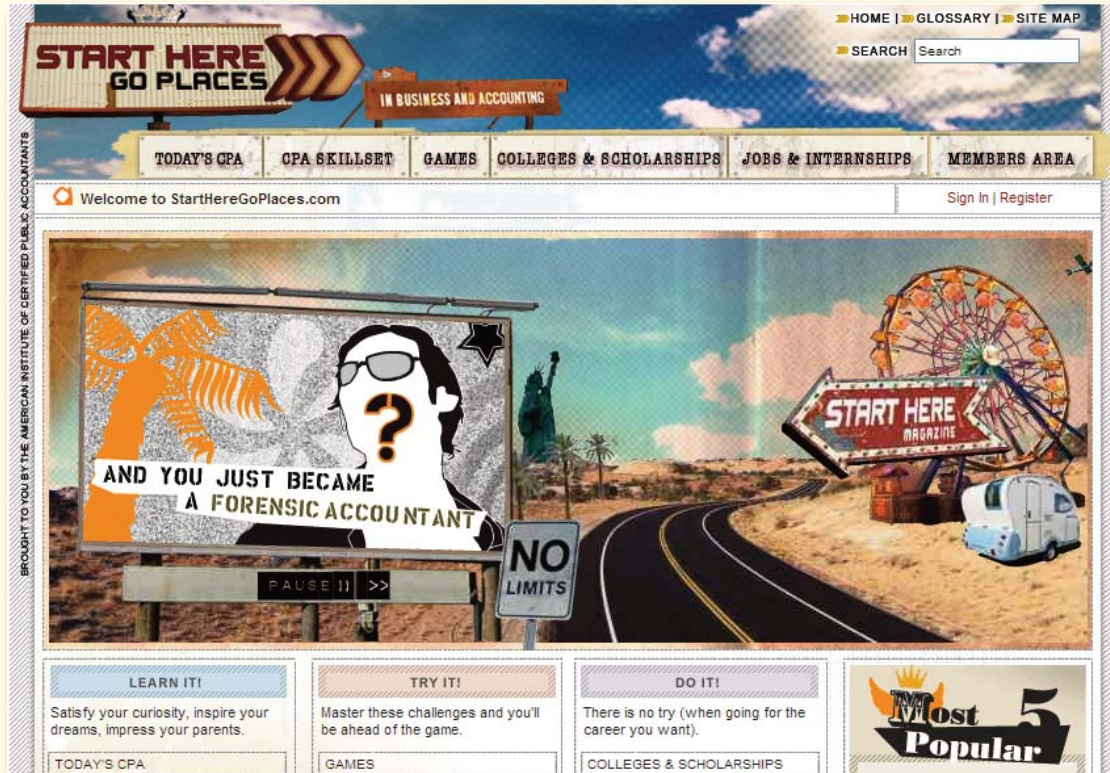 HOME | GLOSSARY | SITE MAP
SEARCH Search
START HERE
GO PLACES
IN BUSINESS AND ACCOUNTING
TODAY'S CPA CPA SKILLSET GAMES COLLEGES & SCHOLARSHIPS JOBS & INTERNSHIPS MEMBERS AREA
Welcome to StartHereGoPlaces.com Sign In | Register
BROUGHT TO YOU BY THE AMERICAN INSTITUTE OF CERTIFIED PUBLIC ACCOUNTANTS
?
AND YOU JUST BECAME
A FORENSIC ACCOUNTANT
PAUSE || >>
NO
LIMITS
START HERE
MAGAZINE
LEARN IT!
Satisfy your curiosity, inspire your
dreams, impress your parents.
TODAY'S CPA
TRY IT!
Master these challenges and you'll
be ahead of the game.
GAMES
DO IT!
There is no try (when going for the
career you want).
COLLEGES & SCHOLARSHIPS
Most 5
Popular